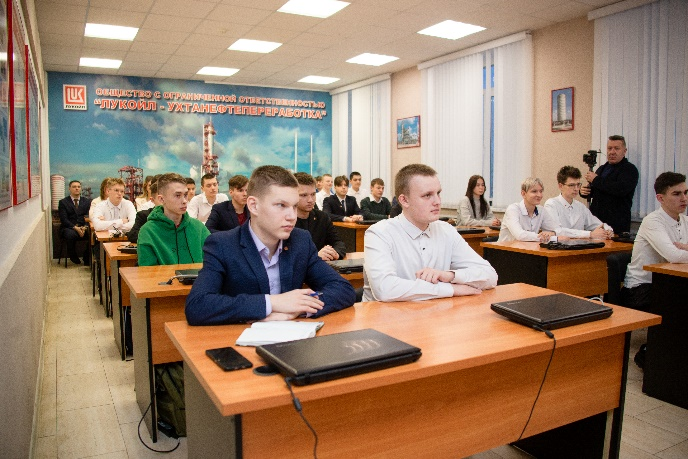 ЛУКОЙЛ
ОБЩЕСТВО С ОГРАНИЧЕННОЙ ОТВЕТСТВЕННОСТЬЮ
"ЛУКОЙЛ - УХТАНЕФТЕПЕРЕРАБОТКА"